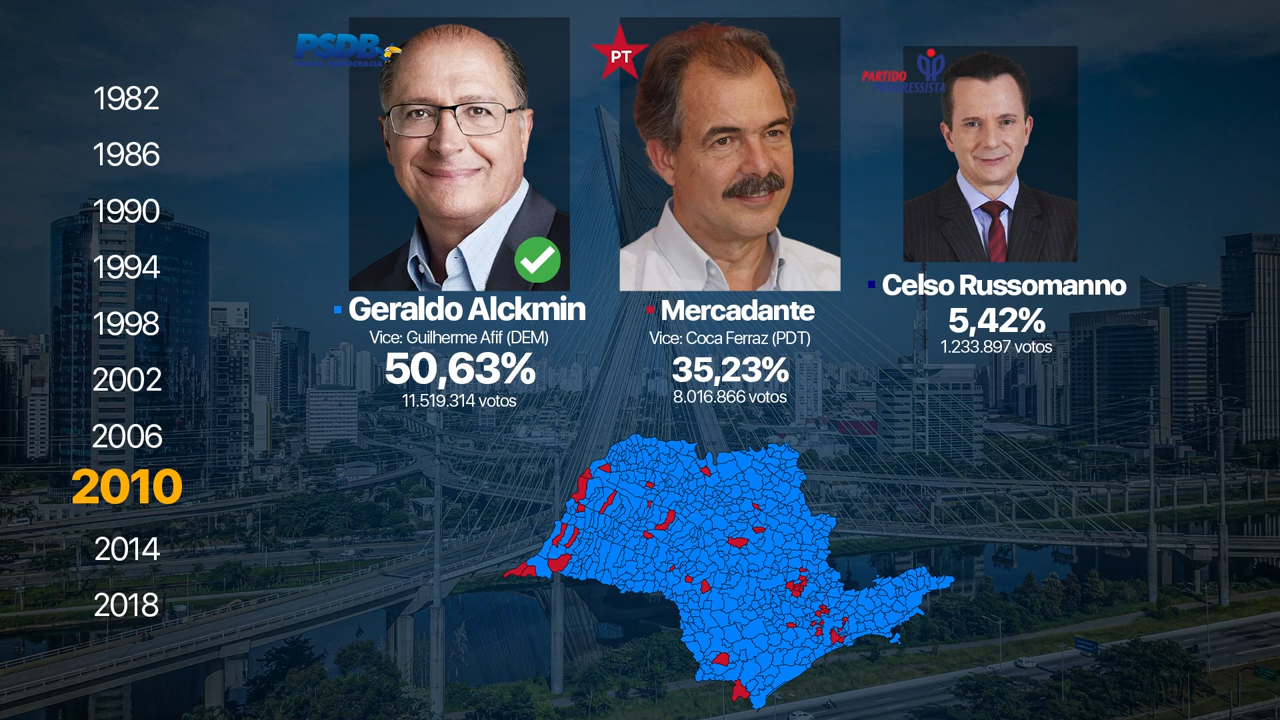 1982
1986
1990
1994
1998
2002
2006
2010
2014
2018
PSDB
Geraldo Alckmin
Vice: Guilherme Afif (DEM)
50,63%
11.519.314 votos
PT
Mercadante
Vice: Coca Ferraz (PDT)
35,23%
8.016.866 votos
PARTIDO
PROGRESSISTA
Celso Russomanno
5,42%
1.233.897 votos